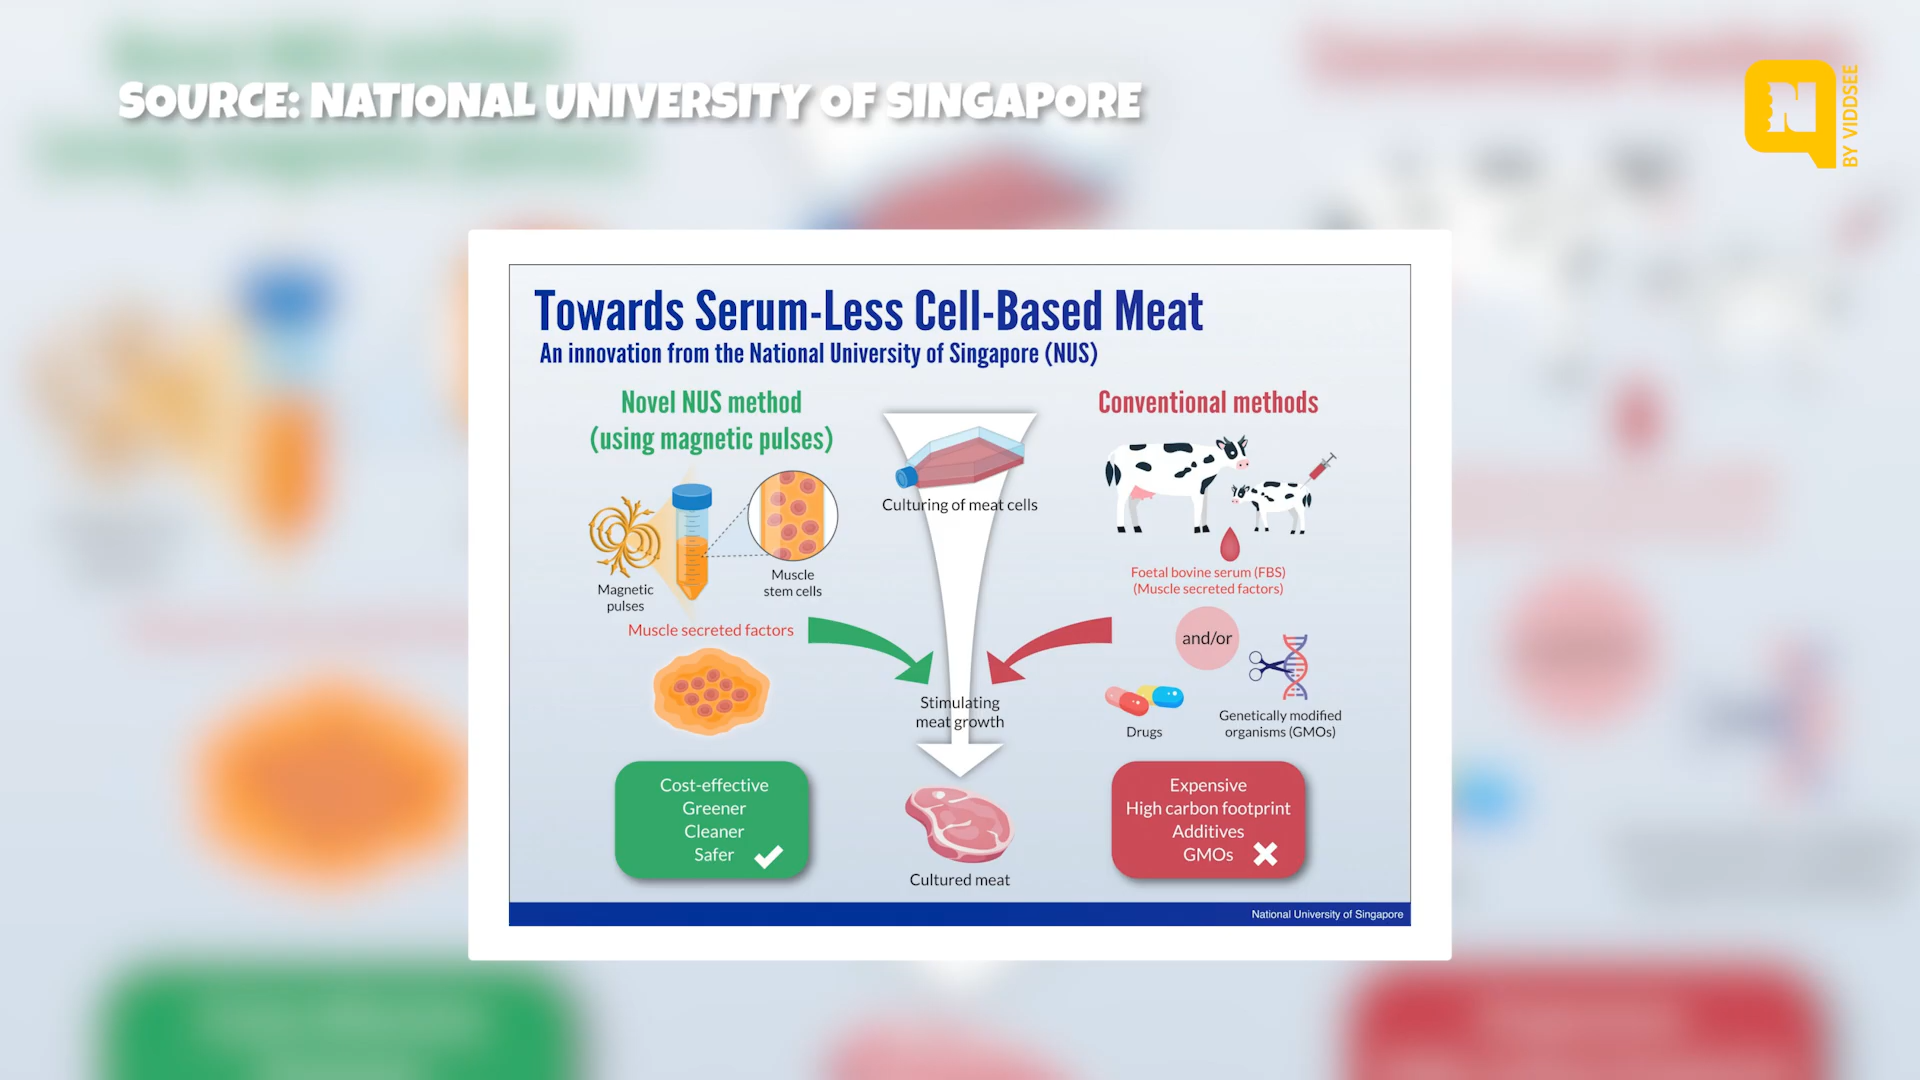 SOURCE: NATIONAL UNIVERSITY OF SINGAPORE
N
BY VIDDSEE
Towards Serum-Less Cell-Based Meat
An innovation from the National University of Singapore (NUS)
Novel NUS method
(using magnetic pulses)
Magnetic
pulses
Muscle
stem cells
Muscle secreted factors
Cost-effective
Greener
Cleaner
Safer
Culturing of meat cells
Stimulating
meat growth
Cultured meat
Conventional methods
Foetal bovine serum (FBS)
(Muscle secreted factors)
and/or
Drugs
Genetically modified
organisms (GMOs)
Expensive
High carbon footprint
Additives
GMOs
National University of Singapore